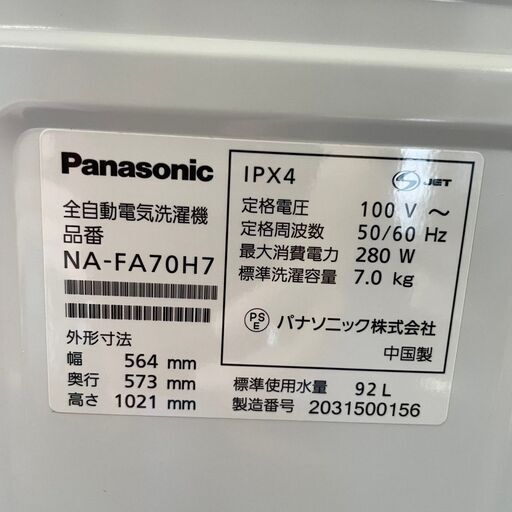 Panasonic
全自動電気洗濯機
品番
NA-FA70H7
外形寸法
幅 564 mm
奥行 573 mm
高さ 1021 mm
IPX4
S JET
定格電圧 100 V ~
定格周波数 50/60 Hz
最大消費電力 280 W
標準洗濯容量 7.0 kg
PS E パナソニック株式会社
中国製
標準使用水量 92 L
製造番号 2031500156